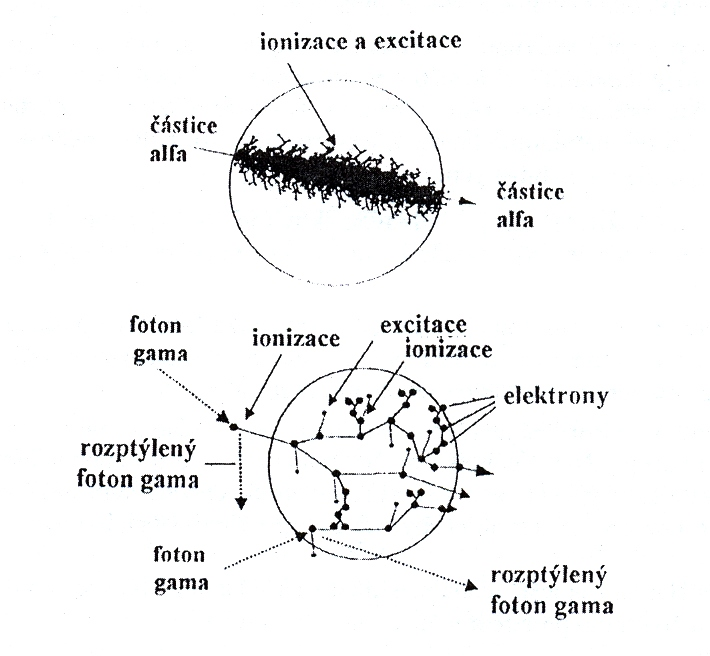 ionizace a excitace
částice
alfa
částice
alfa
foton
gama
ionizace
excitace
ionizace
elektrony
rozptýlený
foton gama
foton
gama
rozptýlený
foton gama